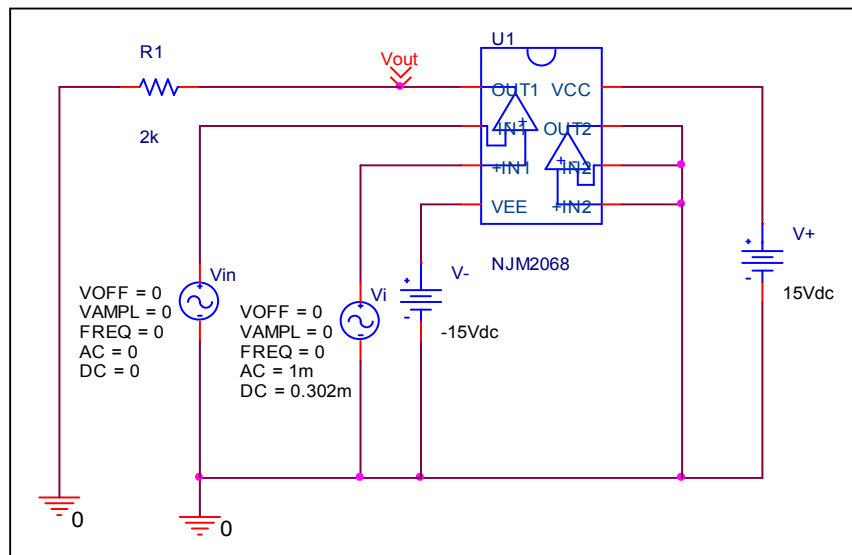 U1
R1
Vout
OUT1
VCC
-IN1
OUT2
2k
+IN1
-IN2
VEE
+IN2
V+
NJM2068
V-
Vin
15Vdc
Vi
VOFF = 0
VAMPL = 0
FREQ = 0
AC = 0
DC = 0
VOFF = 0
VAMPL = 0
FREQ = 0
AC = 1m
DC = 0.302m
-15Vdc
0
0